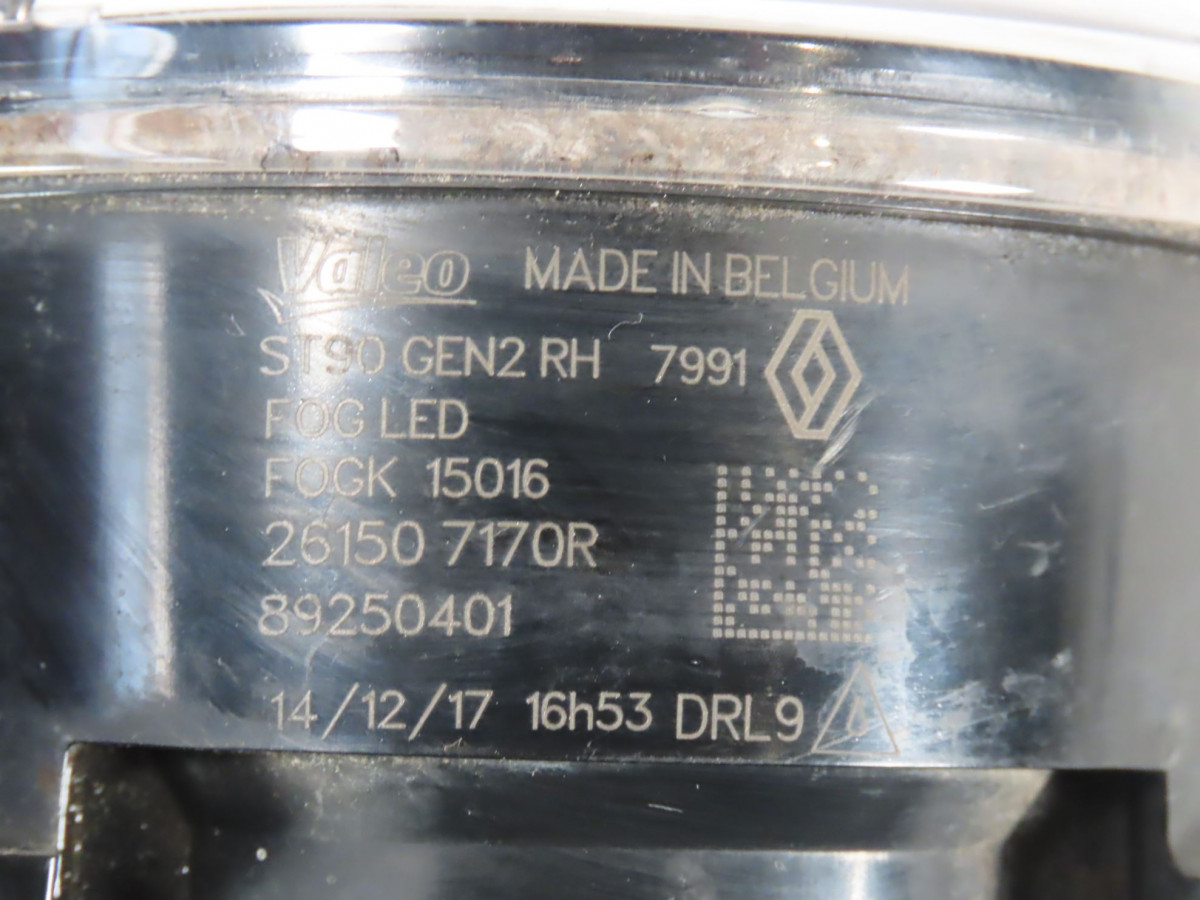 Valeo MADE IN BELGIUM
ST90 GEN2 RH 7991
FOG LED
FOGK 15016
26150 7170R
89250401
14/12/17 16h53 DRL9